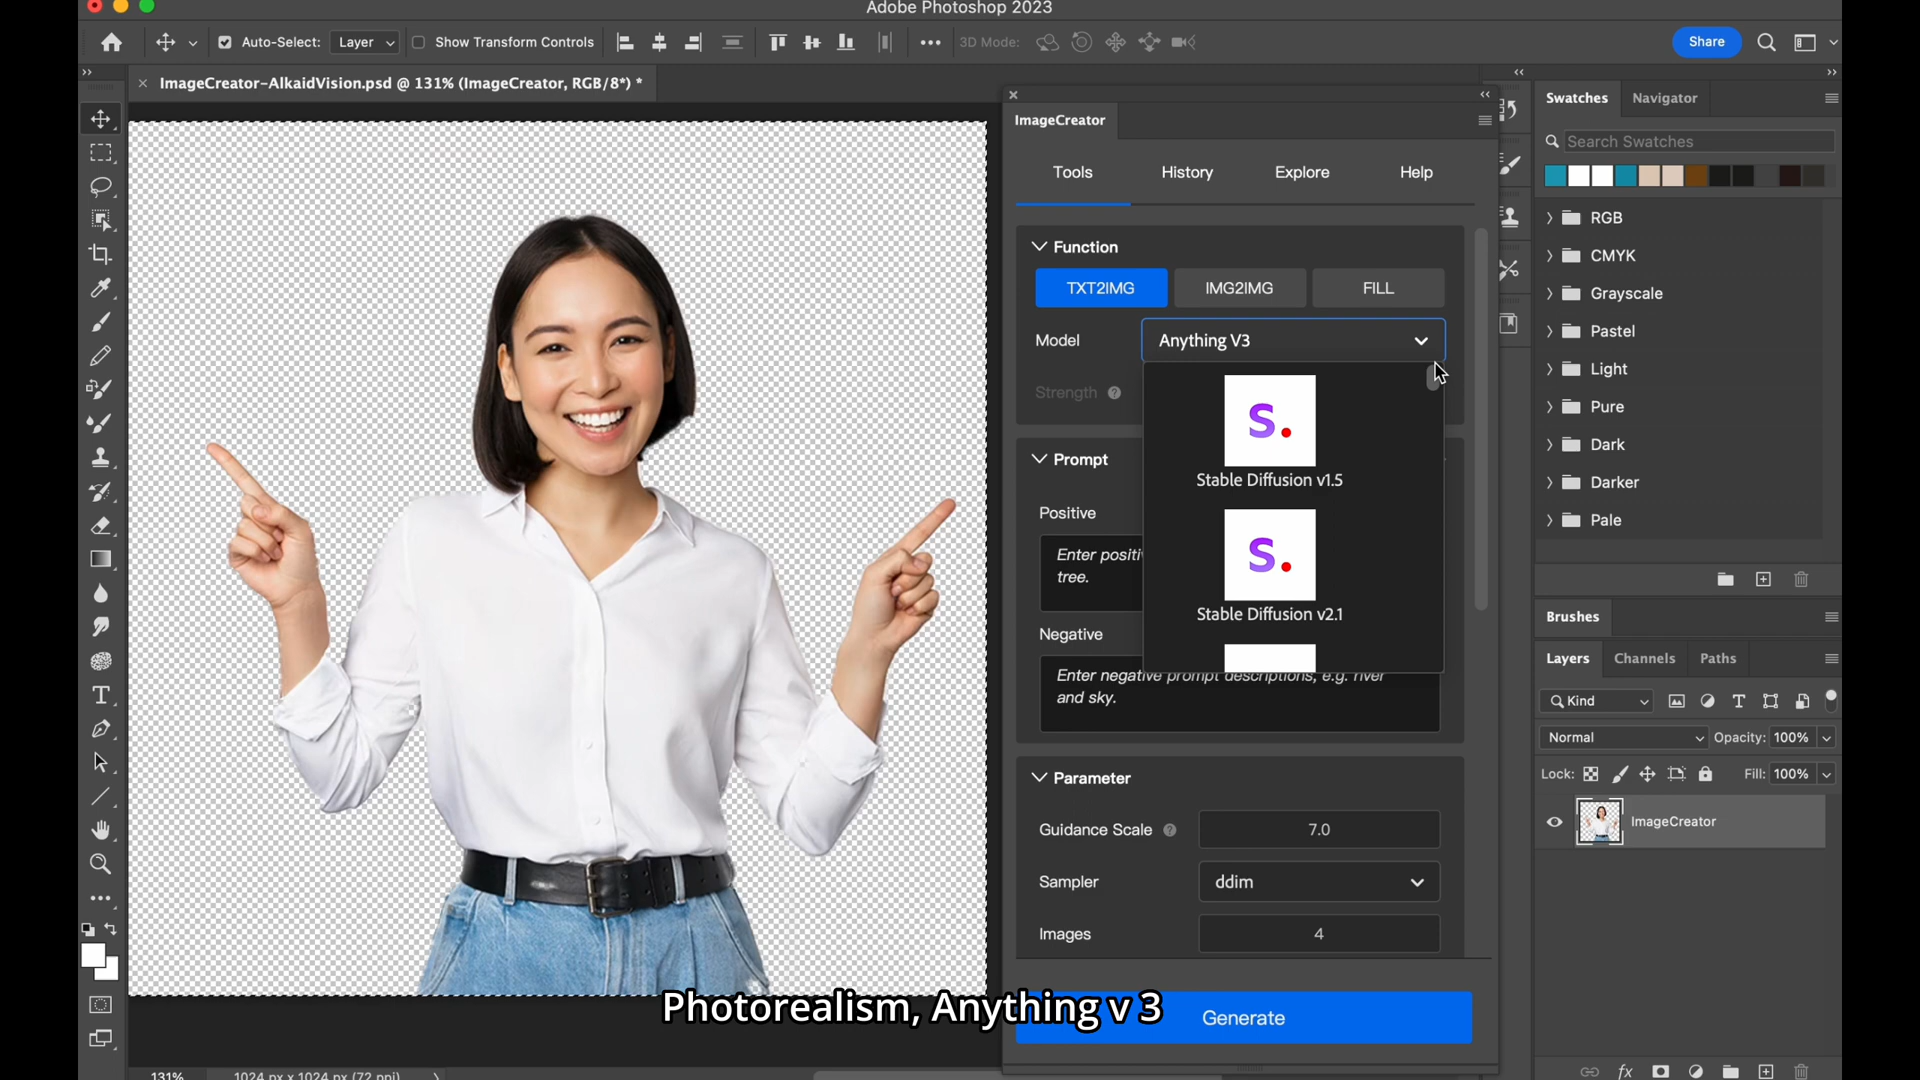 Adobe Photoshop 2023
Auto-Select:
Layer
Show Transform Controls
3D Mode:
Share
ImageCreator-AlkaidVision.psd @ 131% (ImageCreator, RGB/8*) *
ImageCreator
Tools
History
Explore
Help
Function
TXT2IMG
IMG2IMG
FILL
Model
Anything V3
Strength
S.
Stable Diffusion v1.5
S.
Stable Diffusion v2.1
Prompt
Positive
Enter positi
tree.
Negative
Enter negative prompt descriptions, e.g. river
and sky.
Parameter
Guidance Scale
7.0
Sampler
ddim
Images
4
Generate
Photorealism, Anything v 3
131%
1024 px x 1024 px (72 ppi)
Swatches
Navigator
Search Swatches
RGB
CMYK
Grayscale
Pastel
Light
Pure
Dark
Darker
Pale
Brushes
Layers
Channels
Paths
Kind
Normal
Opacity:
100%
Lock:
Fill:
100%
ImageCreator
fx